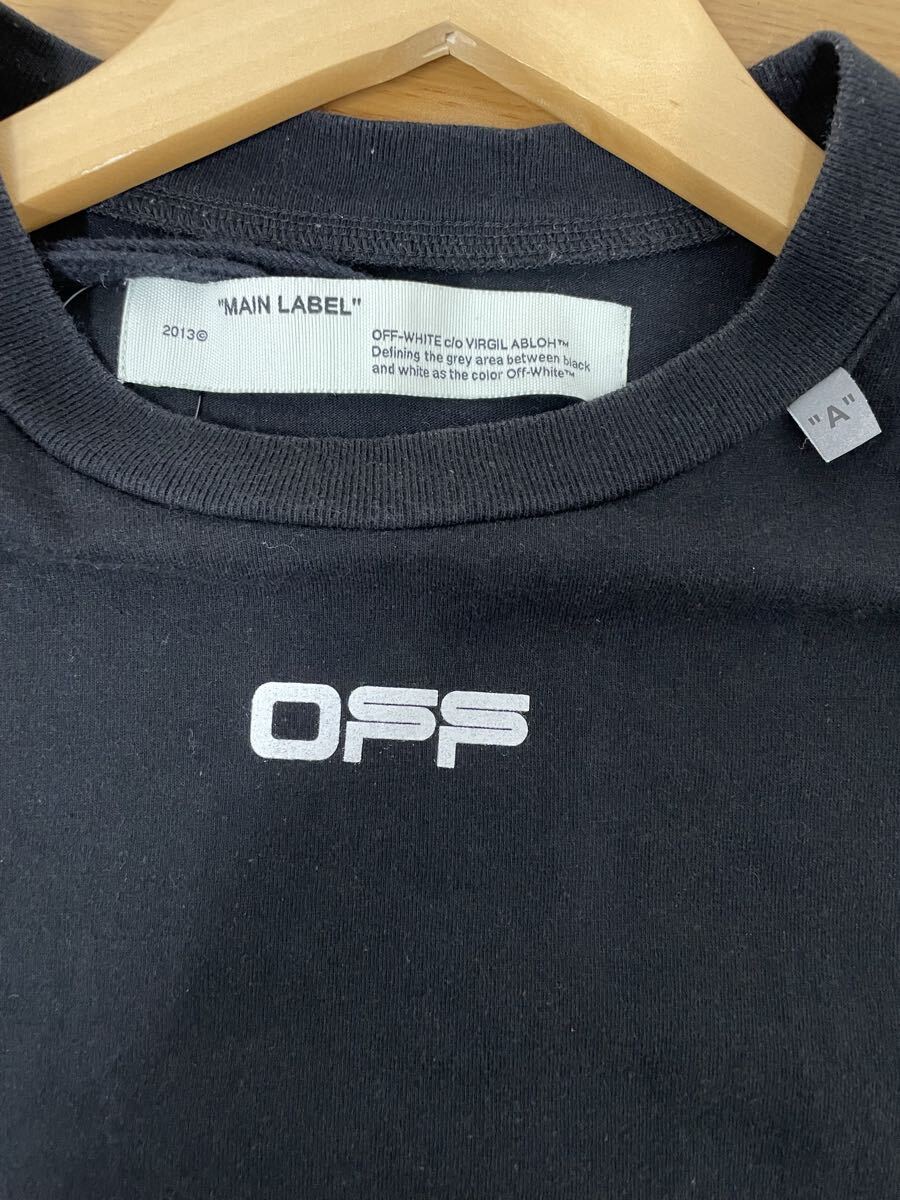 "MAIN LABEL"
2013©
OFF-WHITE c/o VIRGIL ABLOH™
Defining the grey area between black
and white as the color Off-White™
"A"
OFF